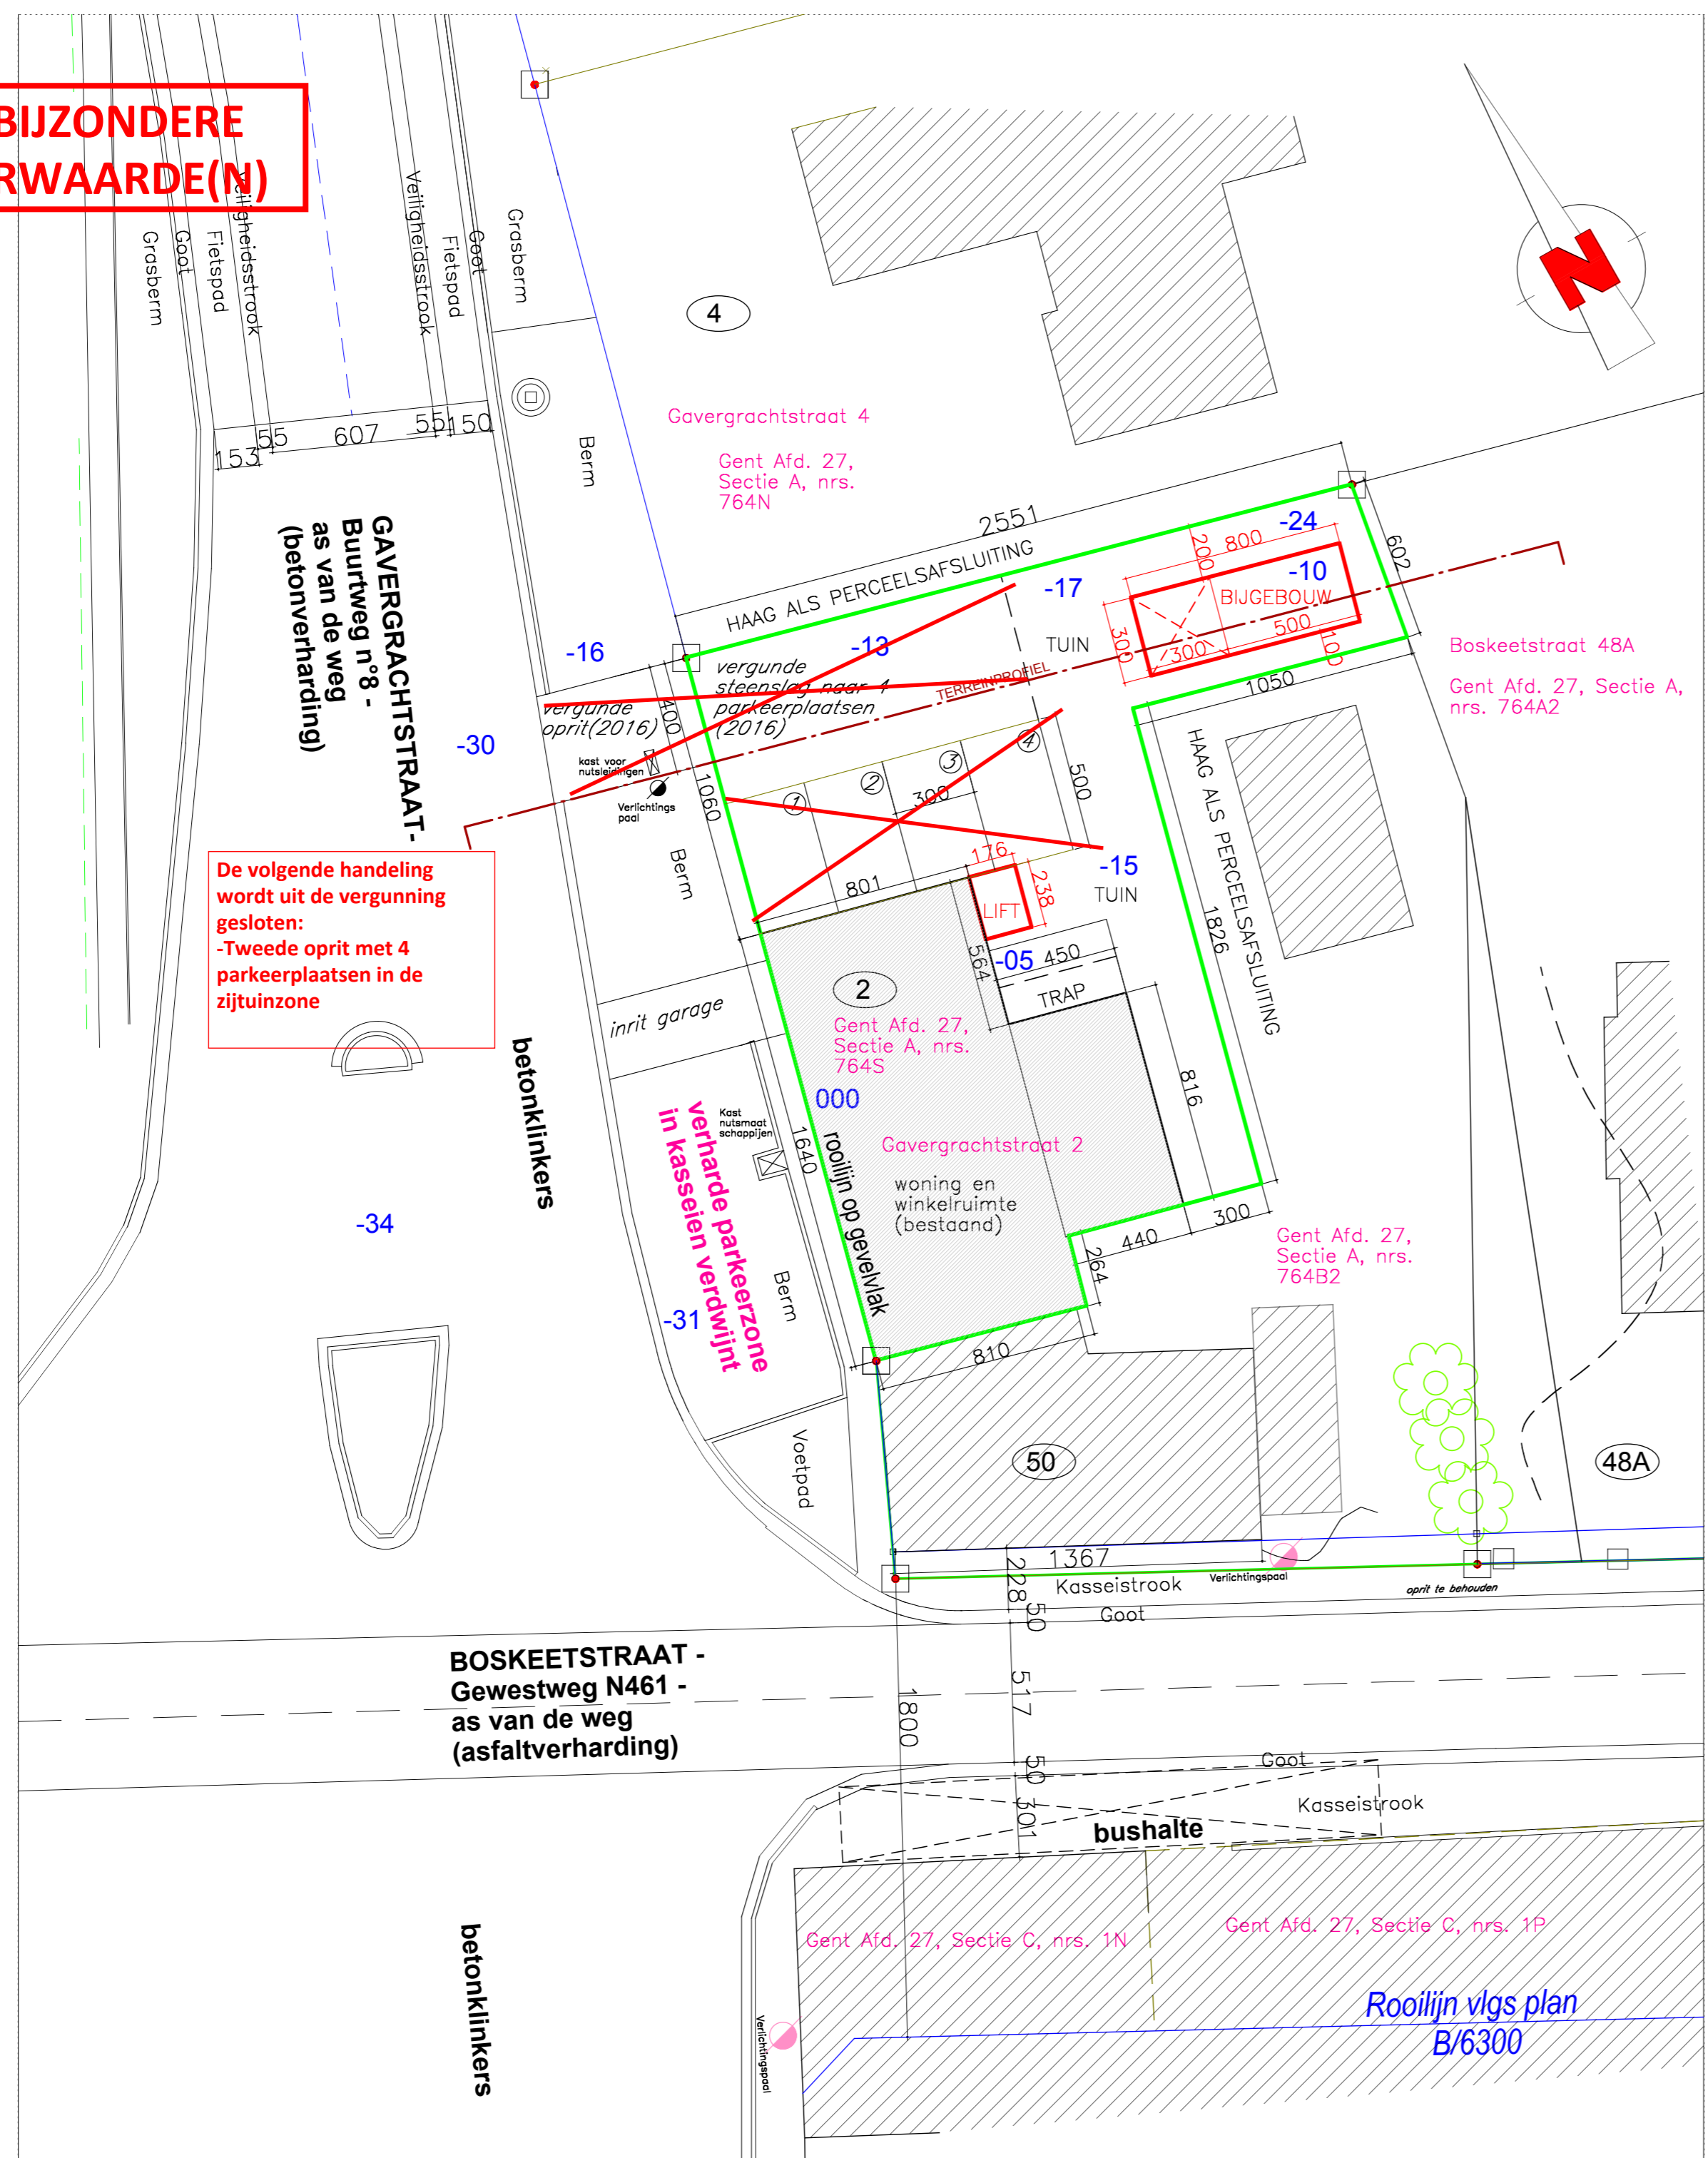 BIJZONDERE
RWAARDE(N)
Grasberm
Goot
Fietspad
Veiligheidsstrook
Veiligheidsstrook
Fietspad
Goot
Grasberm
N
4
153
55
607
55
150
Berm
Gavergrachtstraat 4
Gent Afd. 27,
Sectie A, nrs.
764N
GAVERGRACHTSTRAAT-
Buurtweg n°8 -
as van de weg
(betonverharding)
2551
HAAG ALS PERCEELSAFSLUITING
-24
602
200
800
-10
BIJGEBOUW
-17
500
300
300
100
TUIN
-16
-13
vergunde
steenslag naar 4
parkeerplaatsen
(2016)
TERREINPROFIEL
Boskeetstraat 48A
Gent Afd. 27, Sectie A,
nrs. 764A2
1050
vergunde
oprit(2016)
400
-30
kast voor
nutsleidingen
Verlichtings
paal
1060
1
2
3
4
300
500
HAAG ALS PERCEELSAFSLUITING
1826
Berm
De volgende handeling
wordt uit de vergunning
gesloten:
-Tweede oprit met 4
parkeerplaatsen in de
zijtuinzone
801
176
238
LIFT
-15
TUIN
564
-05
450
TRAP
2
inrit garage
Gent Afd. 27,
Sectie A, nrs.
764S
000
betonklinkers
verharde parkeerzone
in kasseien verdwijnt
Kast
nutsmaat
schappijen
1640
rooilijn op gevelvlak
816
Gavergrachtstraat 2
woning en
winkelruimte
(bestaand)
300
440
264
-34
Gent Afd. 27,
Sectie A, nrs.
764B2
Berm
-31
810
Voetpad
50
48A
1367
228
Kasseistrook
Verlichtingspaal
oprit te behouden
50
Goot
BOSKEETSTRAAT -
Gewestweg N461 -
as van de weg
(asfaltverharding)
1800
517
50
Goot
301
Kasseistrook
bushalte
betonklinkers
Gent Afd. 27, Sectie C, nrs. 1N
Gent Afd. 27, Sectie C, nrs. 1P
Rooilijn vlgs plan
B/6300
Verlichtingspaal